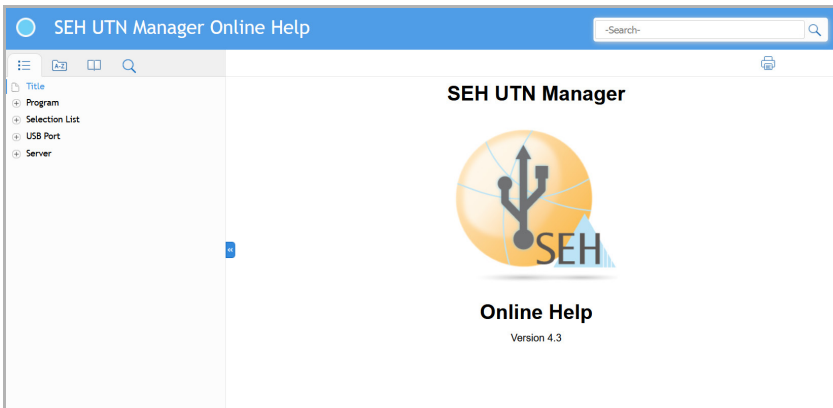 SEH UTN Manager Online Help
-Search-
A-Z
Title
Program
Selection List
USB Port
Server
SEH UTN Manager
SEH
Online Help
Version 4.3